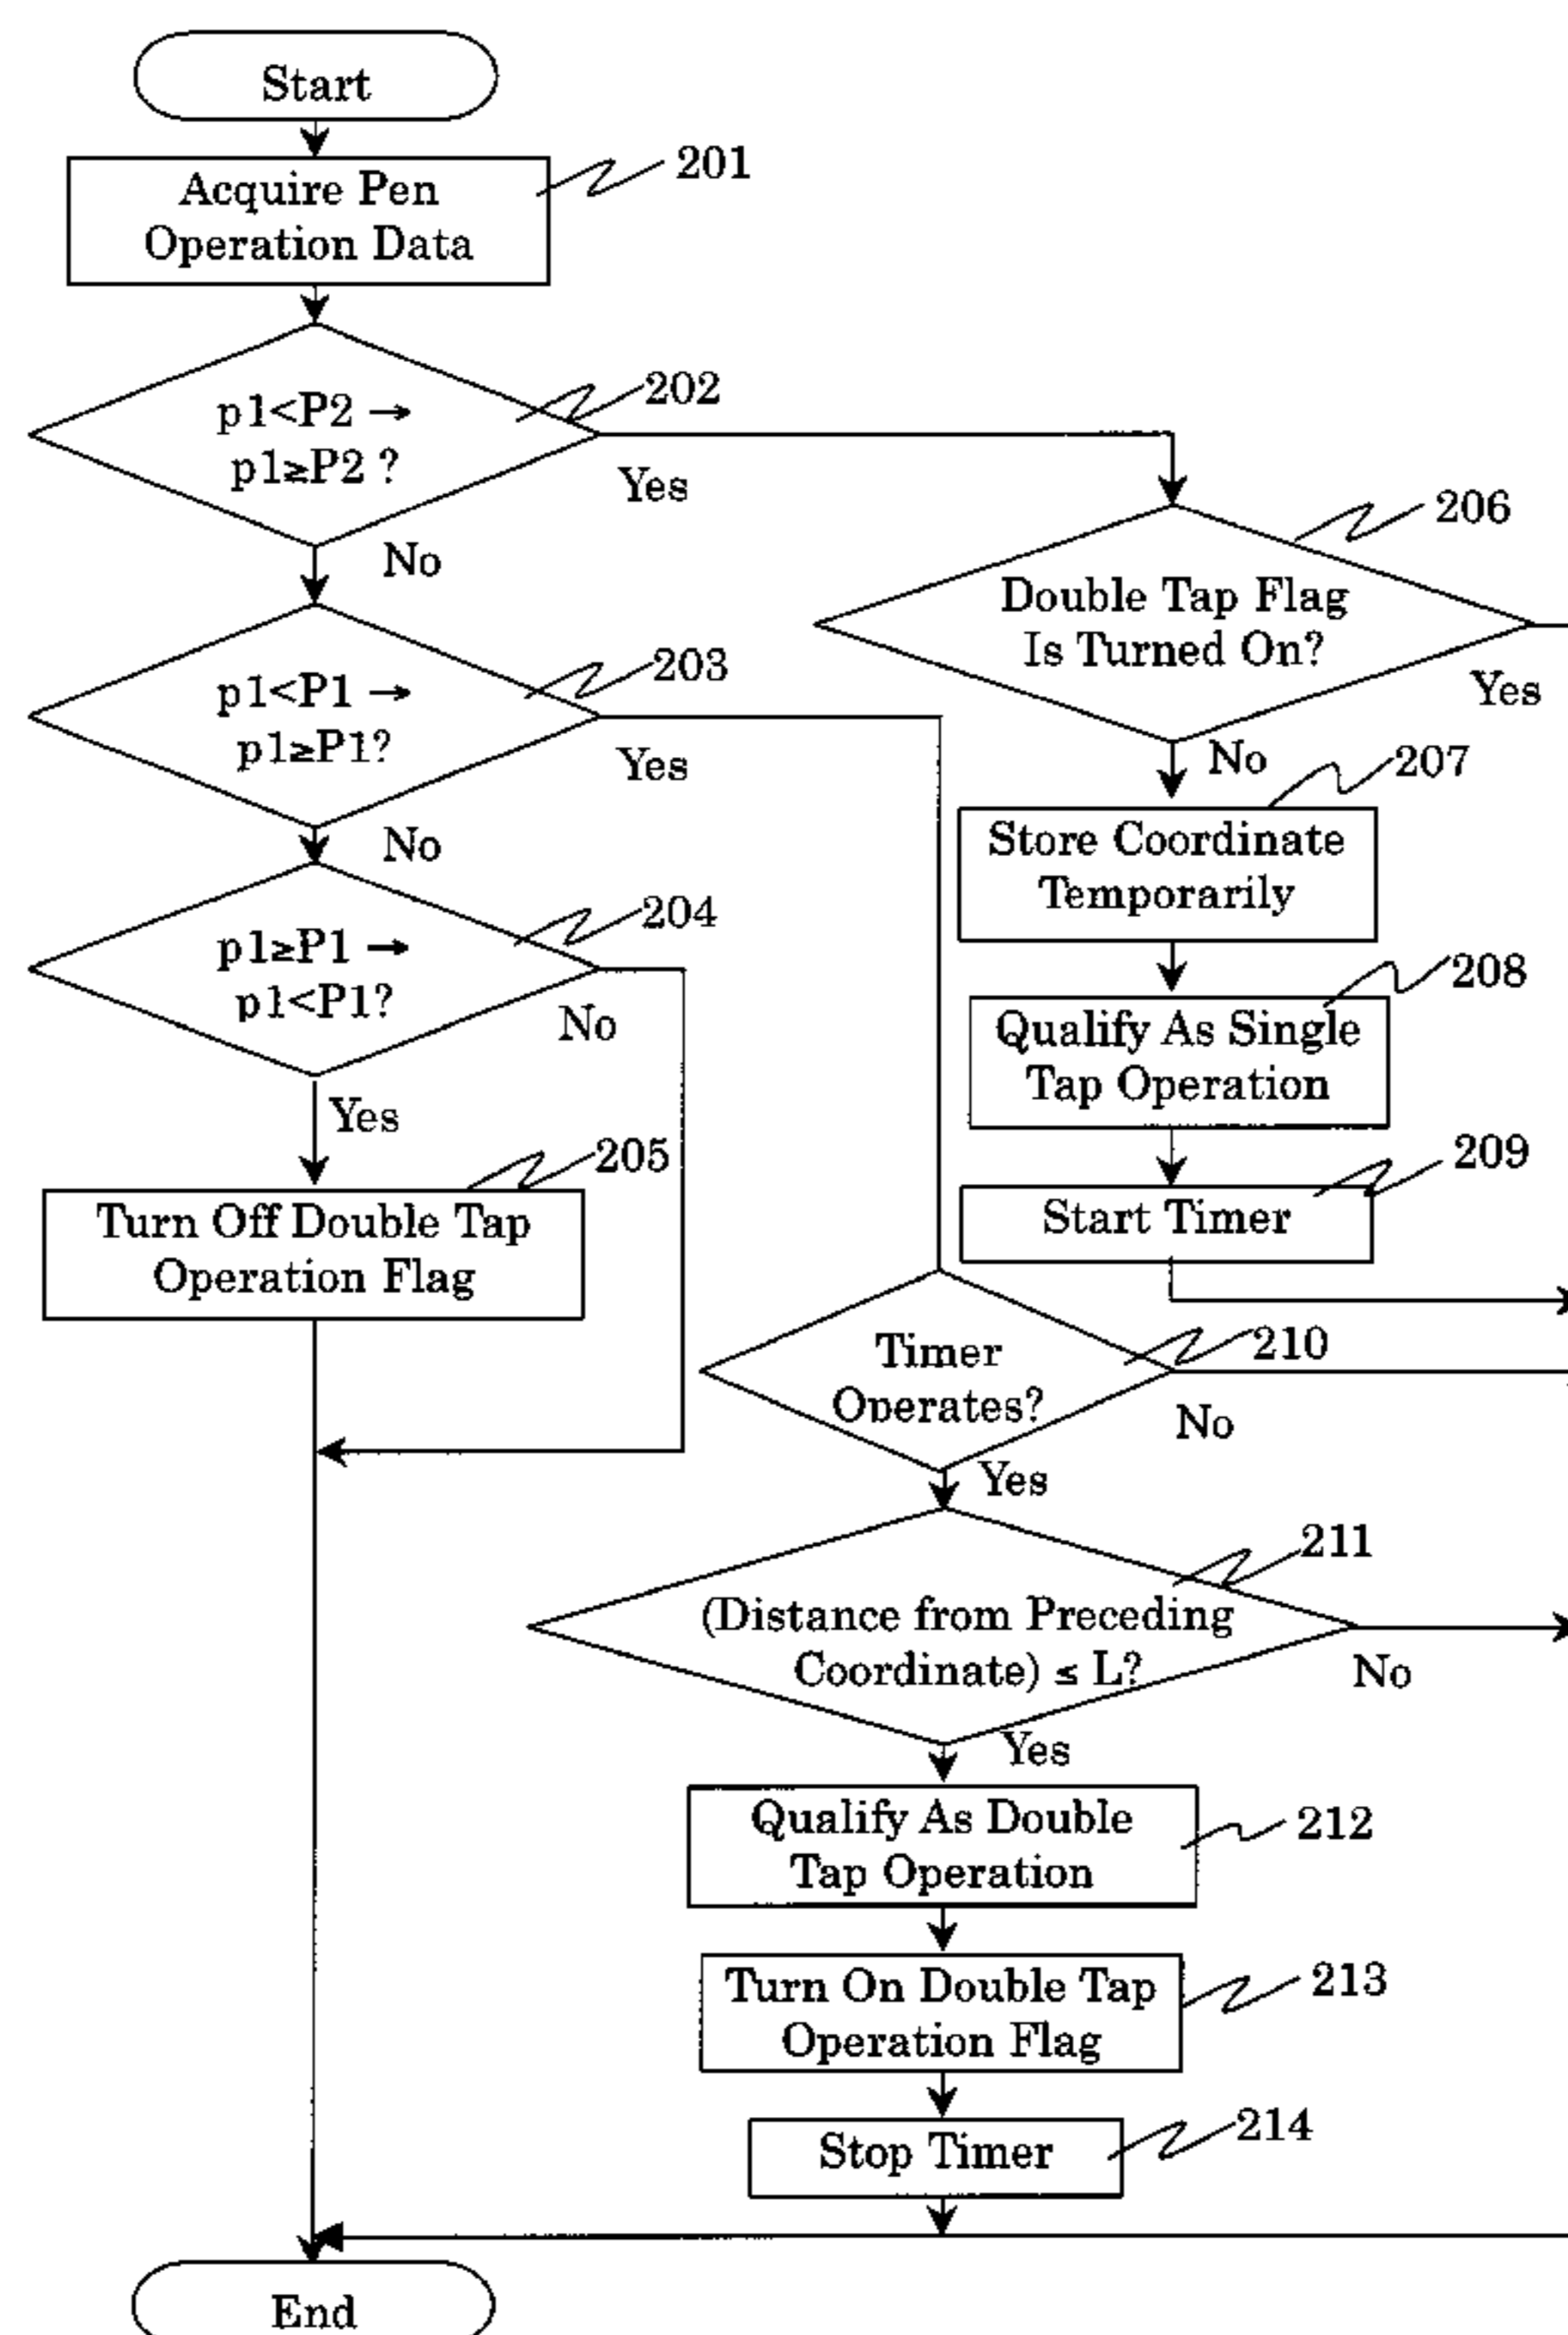 Start
Acquire Pen
Operation Data
201
p1<P2 →
p1≥P2 ?
202
Yes
No
p1<P1 →
p1≥P1?
203
Yes
No
p1≥P1 →
p1<P1?
204
No
Yes
Turn Off Double Tap
Operation Flag
205
Double Tap Flag
Is Turned On?
206
Yes
No
Store Coordinate
Temporarily
207
Qualify As Single
Tap Operation
208
Start Timer
209
Timer
Operates?
210
No
Yes
(Distance from Preceding
Coordinate) ≤ L?
211
No
Yes
Qualify As Double
Tap Operation
212
Turn On Double Tap
Operation Flag
213
Stop Timer
214
End